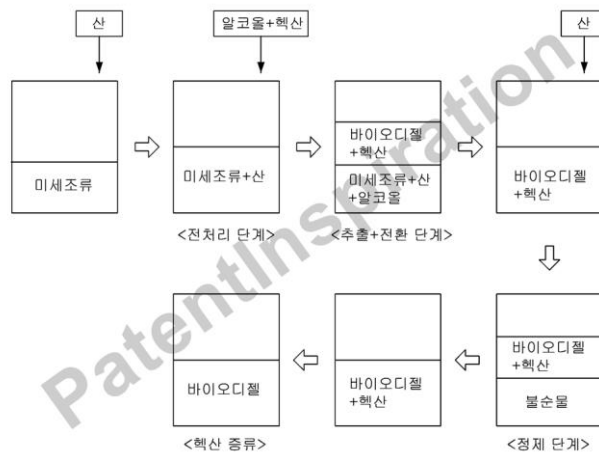 산
알코올+헥산
산
미세조류
미세조류+산
바이오디젤
+헥산
미세조류+산
+알코올
바이오디젤
+헥산
<전처리 단계>
<추출+전환 단계>
바이오디젤
바이오디젤
+헥산
바이오디젤
+헥산
불순물
<헥산 증류>
<정제 단계>
PatentInspiration